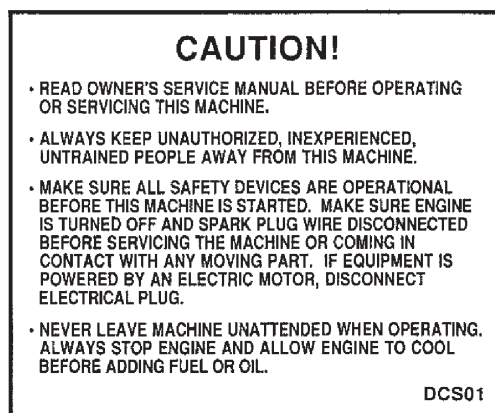 CAUTION!
• READ OWNER'S SERVICE MANUAL BEFORE OPERATING
OR SERVICING THIS MACHINE.
• ALWAYS KEEP UNAUTHORIZED, INEXPERIENCED,
UNTRAINED PEOPLE AWAY FROM THIS MACHINE.
• MAKE SURE ALL SAFETY DEVICES ARE OPERATIONAL
BEFORE THIS MACHINE IS STARTED. MAKE SURE ENGINE
IS TURNED OFF AND SPARK PLUG WIRE DISCONNECTED
BEFORE SERVICING THE MACHINE OR COMING IN
CONTACT WITH ANY MOVING PART. IF EQUIPMENT IS
POWERED BY AN ELECTRIC MOTOR, DISCONNECT
ELECTRICAL PLUG.
• NEVER LEAVE MACHINE UNATTENDED WHEN OPERATING.
ALWAYS STOP ENGINE AND ALLOW ENGINE TO COOL
BEFORE ADDING FUEL OR OIL.
DCS01